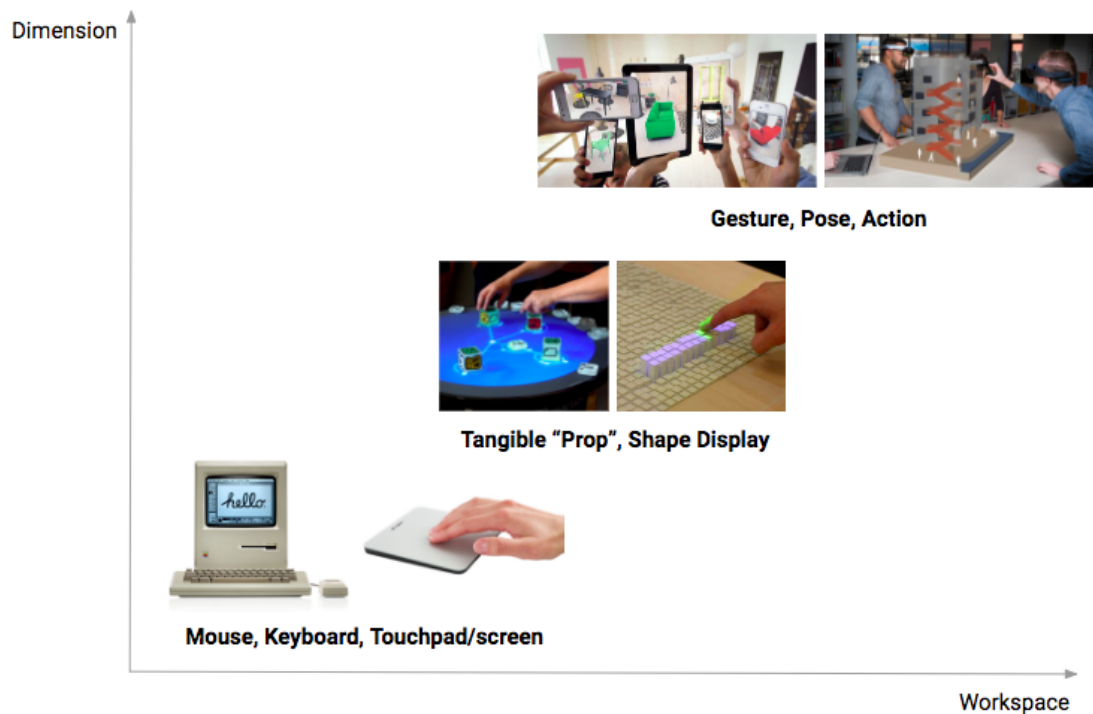 Dimension
Gesture, Pose, Action
Tangible “Prop”, Shape Display
hello.
Mouse, Keyboard, Touchpad/screen
Workspace